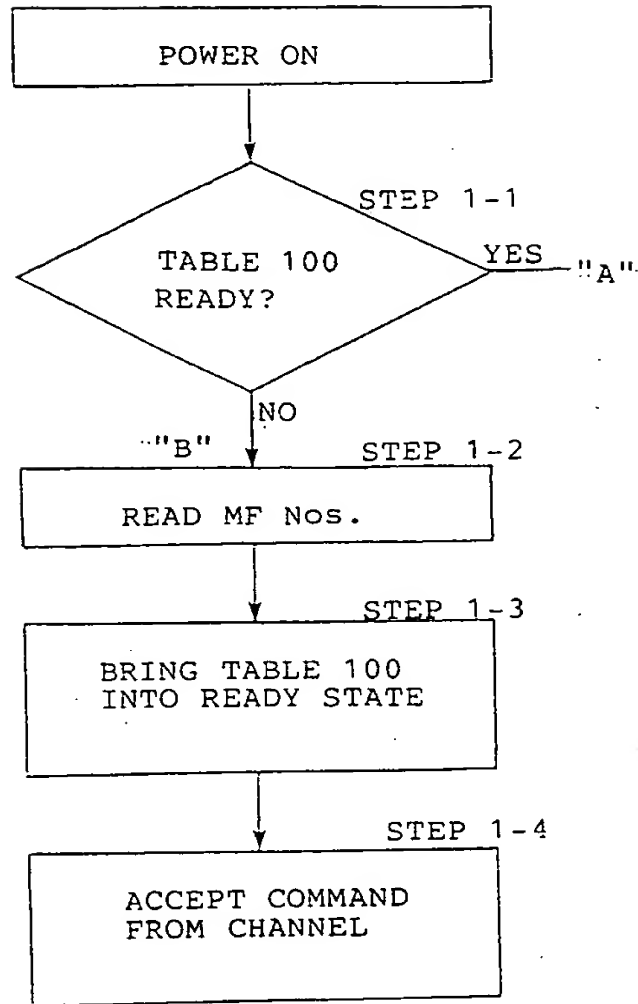 POWER ON
STEP 1-1
TABLE 100
READY?
YES
"A"
NO
"B"
STEP 1-2
READ MF Nos.
STEP 1-3
BRING TABLE 100
INTO READY STATE
STEP 1-4
ACCEPT COMMAND
FROM CHANNEL